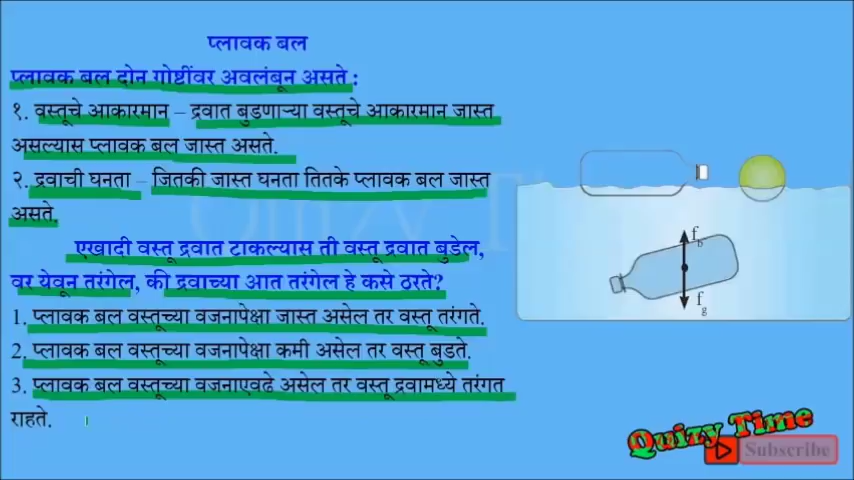 प्लावक बल
प्लावक बल दोन गोष्टींवर अवलंबून असते :
१. वस्तूचे आकारमान – द्रवात बुडणाऱ्या वस्तूचे आकारमान जास्त
असल्यास प्लावक बल जास्त असते.
२. द्रवाची घनता – जितकी जास्त घनता तितके प्लावक बल जास्त
असते.
एखादी वस्तू द्रवात टाकल्यास ती वस्तू द्रवात बुडेल,
वर येवून तरंगेल, की द्रवाच्या आत तरंगेल हे कसे ठरते?
1. प्लावक बल वस्तूच्या वजनापेक्षा जास्त असेल तर वस्तू तरंगते.
2. प्लावक बल वस्तूच्या वजनापेक्षा कमी असेल तर वस्तू बुडते.
3. प्लावक बल वस्तूच्या वजनाएवढे असेल तर वस्तू द्रवामध्ये तरंगत
राहते.
fb
fg
Quizy Time
Subscribe